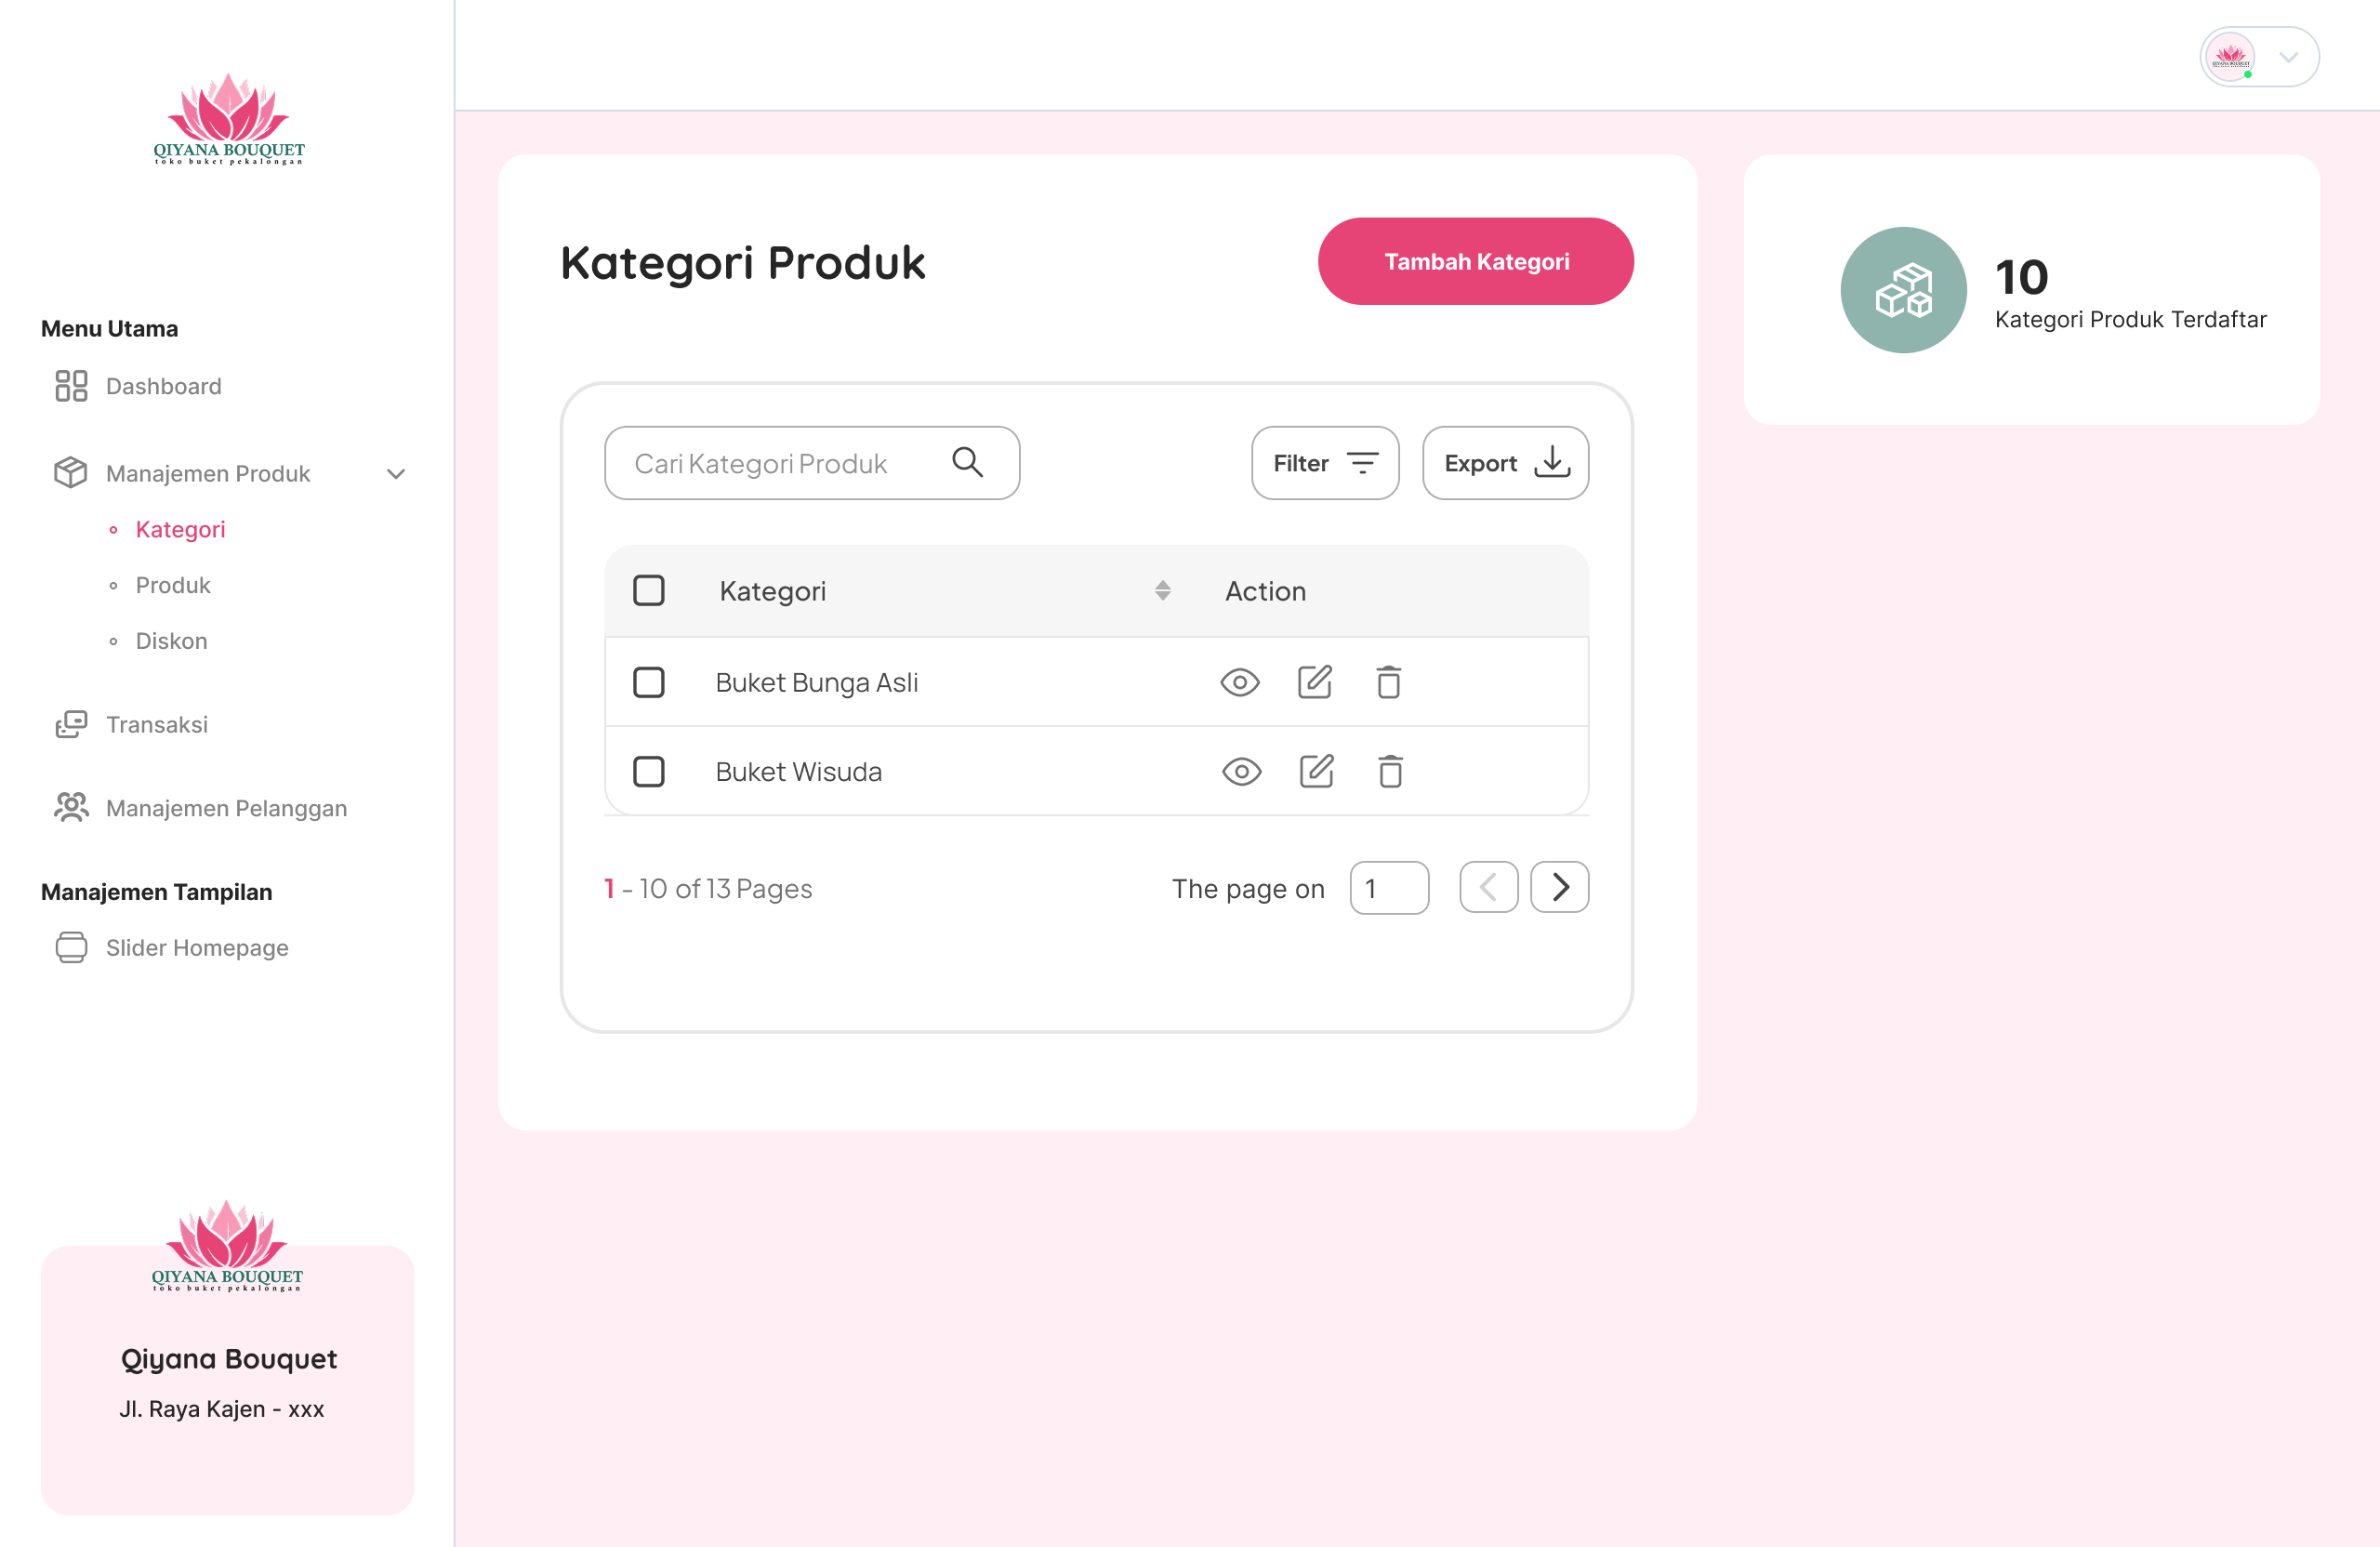 QIYANA BOUQUET
toko buket pekalongan
Menu Utama
Dashboard
Manajemen Produk
Kategori
Produk
Diskon
Transaksi
Manajemen Pelanggan
Manajemen Tampilan
Slider Homepage
QIYANA BOUQUET
toko buket pekalongan
Qiyana Bouquet
Jl. Raya Kajen - xxx
Kategori Produk
Tambah Kategori
Cari Kategori Produk
Filter
Export
Kategori
Action
Buket Bunga Asli
Buket Wisuda
1 - 10 of 13 Pages
The page on
1
10
Kategori Produk Terdaftar